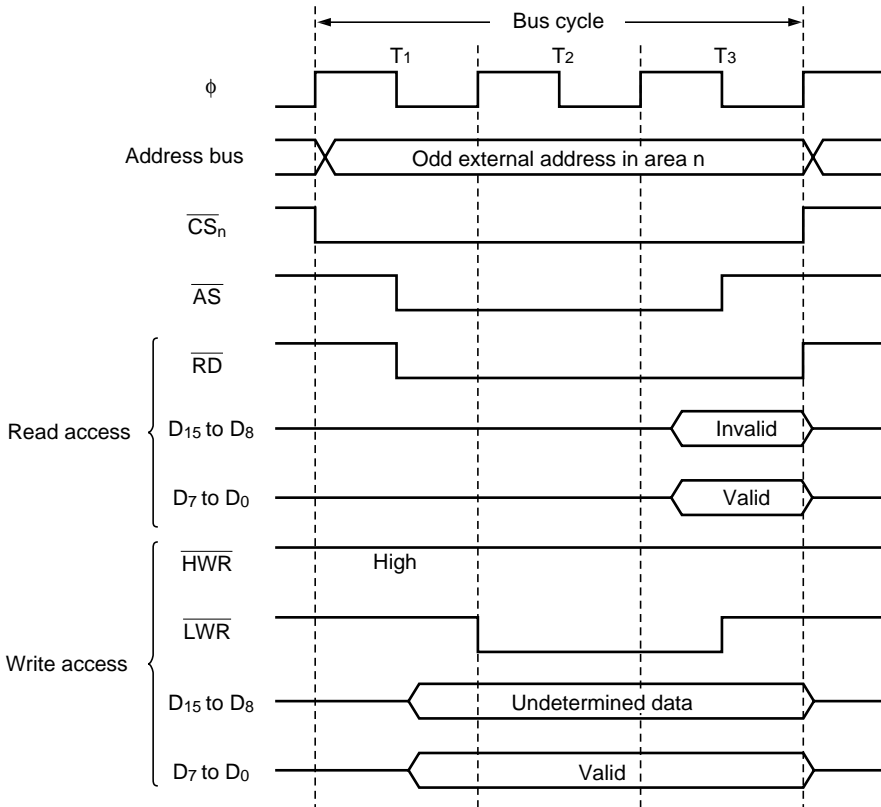 Bus cycle
T1 T2 T3
ϕ
Address bus Odd external address in area n
CSn
AS
RD
Read access
D15 to D8 Invalid
D7 to D0 Valid
HWR High
LWR
Write access
D15 to D8 Undetermined data
D7 to D0 Valid